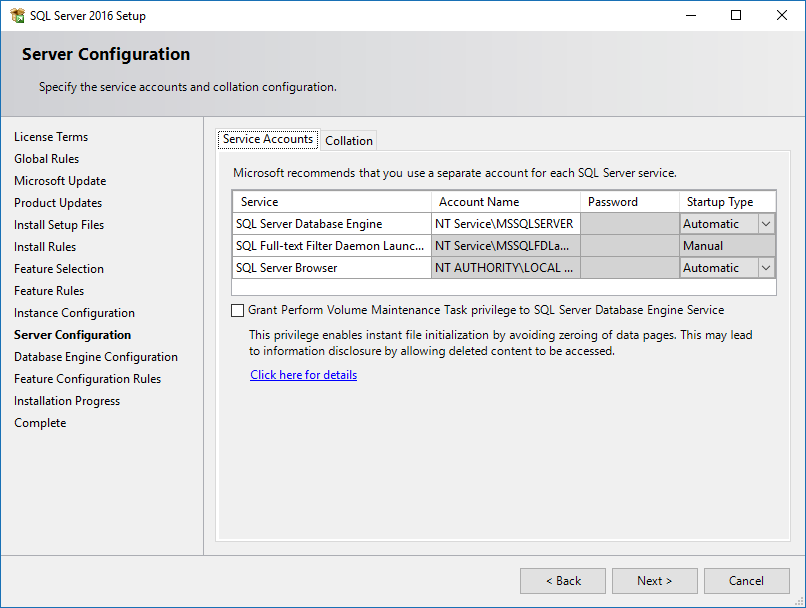 SQL Server 2016 Setup
Server Configuration
Specify the service accounts and collation configuration.
License Terms
Global Rules
Microsoft Update
Product Updates
Install Setup Files
Install Rules
Feature Selection
Feature Rules
Instance Configuration
Server Configuration
Database Engine Configuration
Feature Configuration Rules
Installation Progress
Complete
Service Accounts Collation
Microsoft recommends that you use a separate account for each SQL Server service.
Service Account Name Password Startup Type
SQL Server Database Engine NT Service\MSSQLSERVER Automatic
SQL Full-text Filter Daemon Launc... NT Service\MSSQLFDLa... Manual
SQL Server Browser NT AUTHORITY\LOCAL ... Automatic
Grant Perform Volume Maintenance Task privilege to SQL Server Database Engine Service
This privilege enables instant file initialization by avoiding zeroing of data pages. This may lead
to information disclosure by allowing deleted content to be accessed.
Click here for details
< Back Next > Cancel